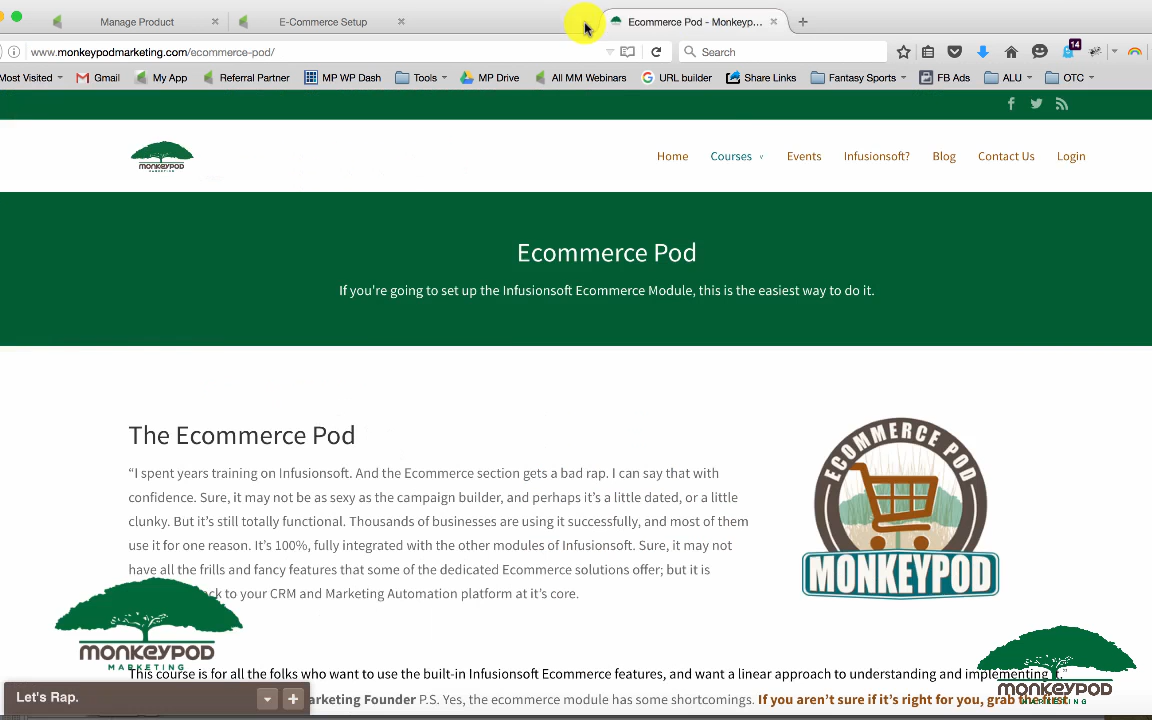 Manage Product
E-Commerce Setup
Ecommerce Pod - Monkeyp...
www.monkeypodmarketing.com/ecommerce-pod/
Search
14
Most Visited
Gmail
My App
Referral Partner
MP WP Dash
Tools
MP Drive
All MM Webinars
URL builder
Share Links
Fantasy Sports
FB Ads
ALU
OTC
MONKEYPOD
MARKETING
Home
Courses
Events
Infusionsoft?
Blog
Contact Us
Login
Ecommerce Pod
If you're going to set up the Infusionsoft Ecommerce Module, this is the easiest way to do it.
The Ecommerce Pod
“I spent years training on Infusionsoft. And the Ecommerce section gets a bad rap. I can say that with
confidence. Sure, it may not be as sexy as the campaign builder, and perhaps it's a little dated, or a little
clunky. But it's still totally functional. Thousands of businesses are using it successfully, and most of them
use it for one reason. It's 100%, fully integrated with the other modules of Infusionsoft. Sure, it may not
have all the frills and fancy features that some of the dedicated Ecommerce solutions offer; but it is
to your CRM and Marketing Automation platform at it's core.
ECOMMERCE POD
MONKEYPOD
monkeypod
MARKETING
This course is for all the folks who want to use the built-in Infusionsoft Ecommerce features, and want a linear approach to understanding and implementing it.
Let's Rap.
Marketing Founder P.S. Yes, the ecommerce module has some shortcomings. If you aren't sure if it's right for you, grab the first
monkeypod
MARKETING